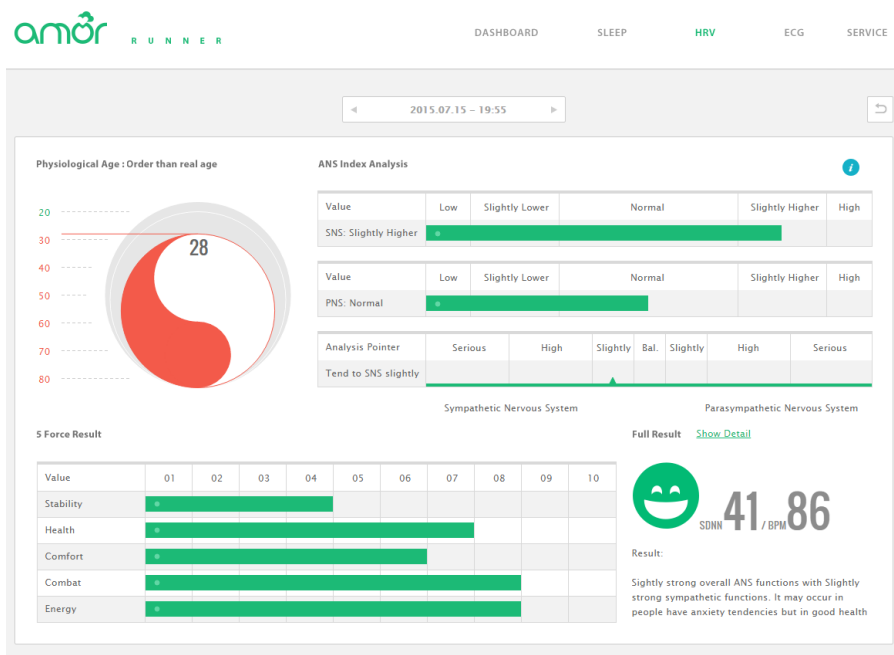 amor RUNNER
DASHBOARD SLEEP HRV ECG SERVICE
2015.07.15 – 19:55
Physiological Age : Order than real age
20
30
40
50
60
70
80
28
ANS Index Analysis
i
Value Low Slightly Lower Normal Slightly Higher High
SNS: Slightly Higher
Value Low Slightly Lower Normal Slightly Higher High
PNS: Normal
Analysis Pointer Serious High Slightly Bal. Slightly High Serious
Tend to SNS slightly
Sympathetic Nervous System Parasympathetic Nervous System
5 Force Result
Value 01 02 03 04 05 06 07 08 09 10
Stability
Health
Comfort
Combat
Energy
Full Result Show Detail
SDNN 41 / BPM 86
Result:
Sightly strong overall ANS functions with Slightly
strong sympathetic functions. It may occur in
people have anxiety tendencies but in good health